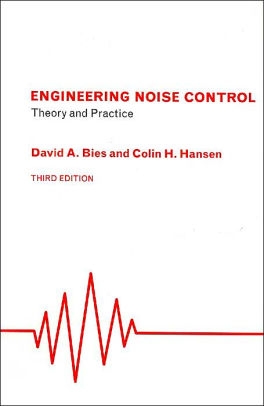 ENGINEERING NOISE CONTROL
Theory and Practice
David A. Bies and Colin H. Hansen
THIRD EDITION